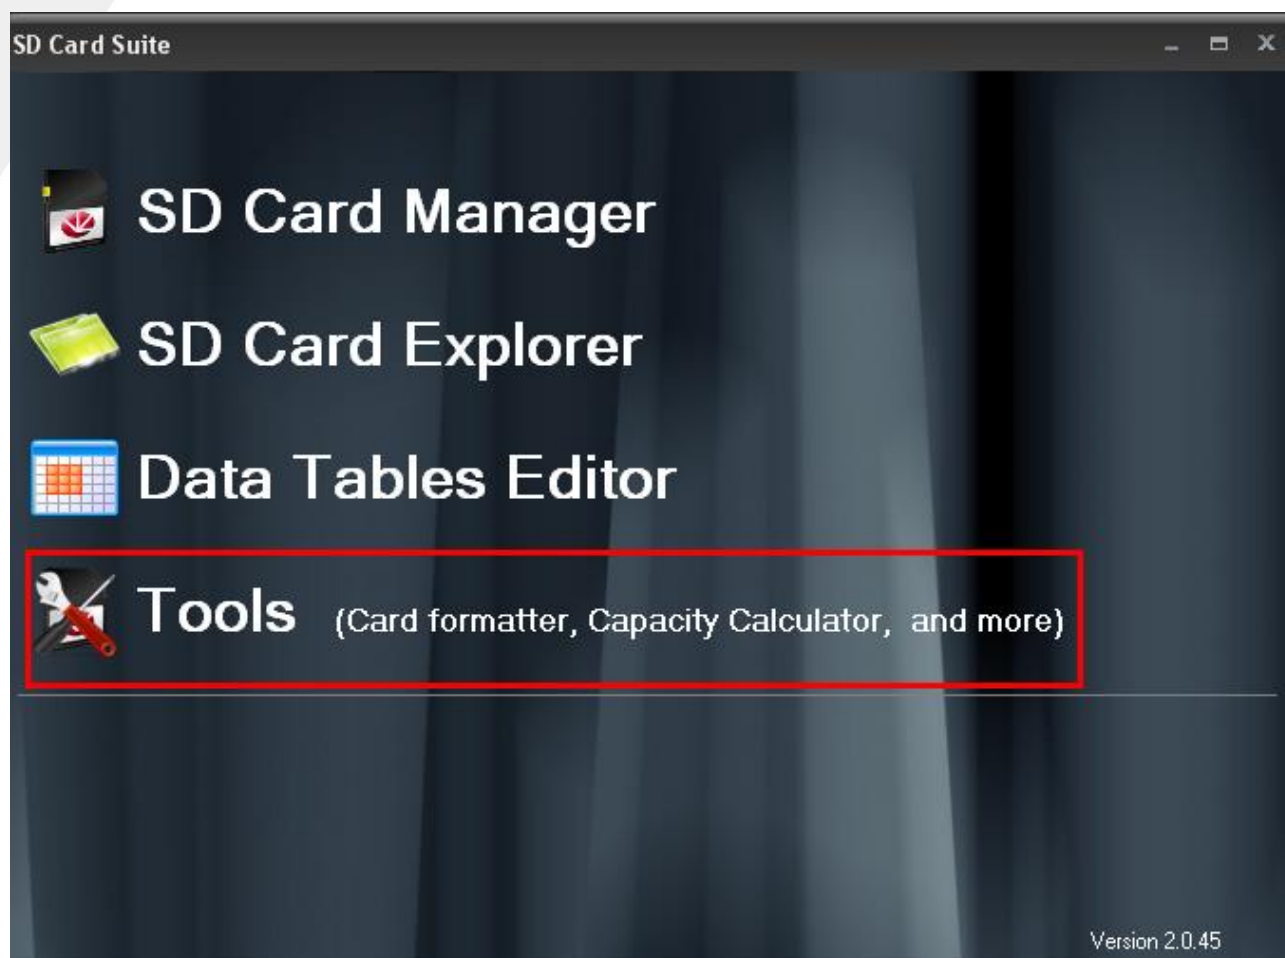 SD Card Suite
SD Card Manager
SD Card Explorer
Data Tables Editor
Tools (Card formatter, Capacity Calculator, and more)
Version 2.0.45